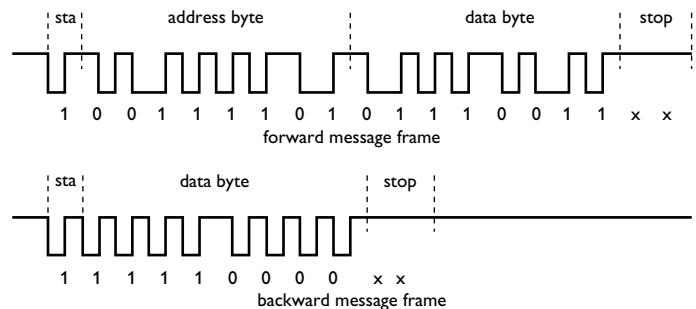 sta address byte data byte stop
1 0 0 1 1 1 1 0 1 0 1 1 1 0 0 1 1 x x
forward message frame
sta data byte stop
1 1 1 1 1 0 0 0 0 x x
backward message frame